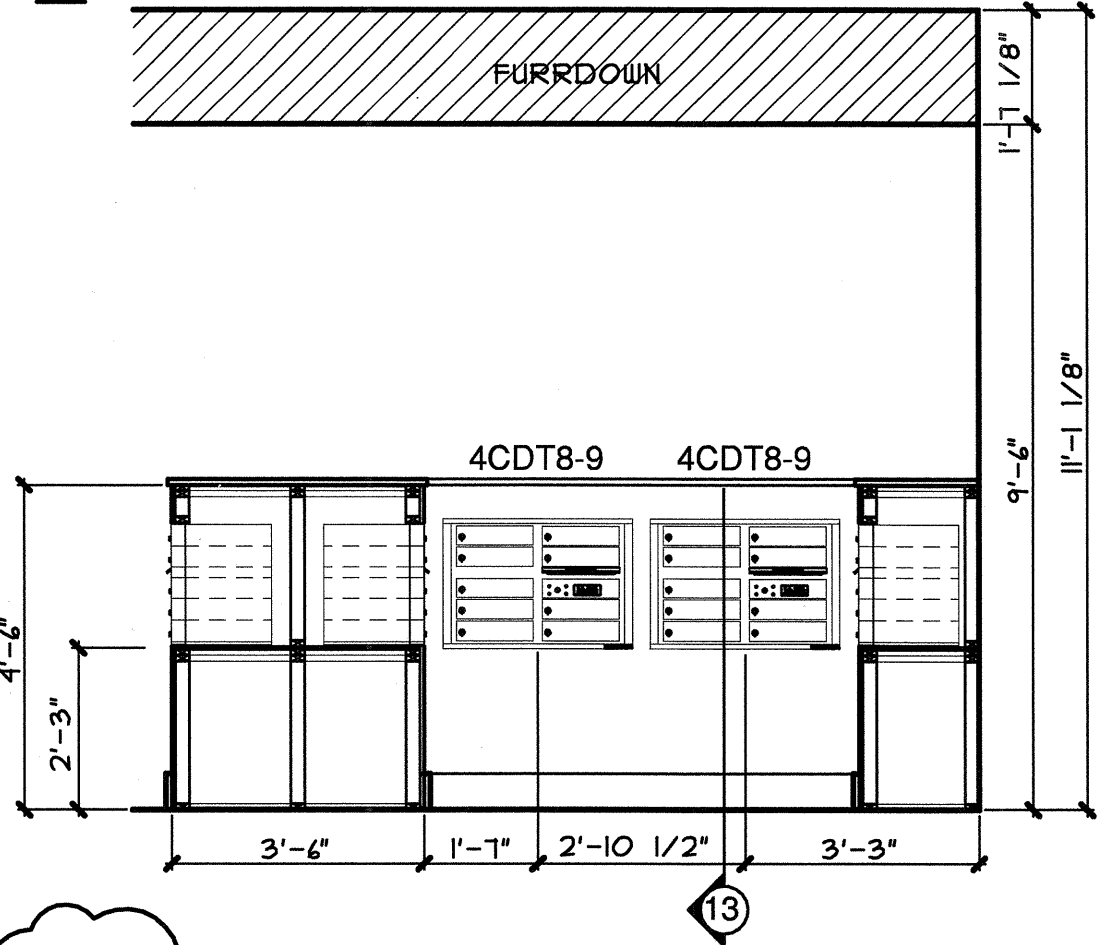 FURRDOWN
1'-7 1/8"
11'-1 1/8"
9'-6"
4CDT8-9 4CDT8-9
4'-6"
2'-3"
3'-6" 1'-7" 2'-10 1/2" 3'-3"
13